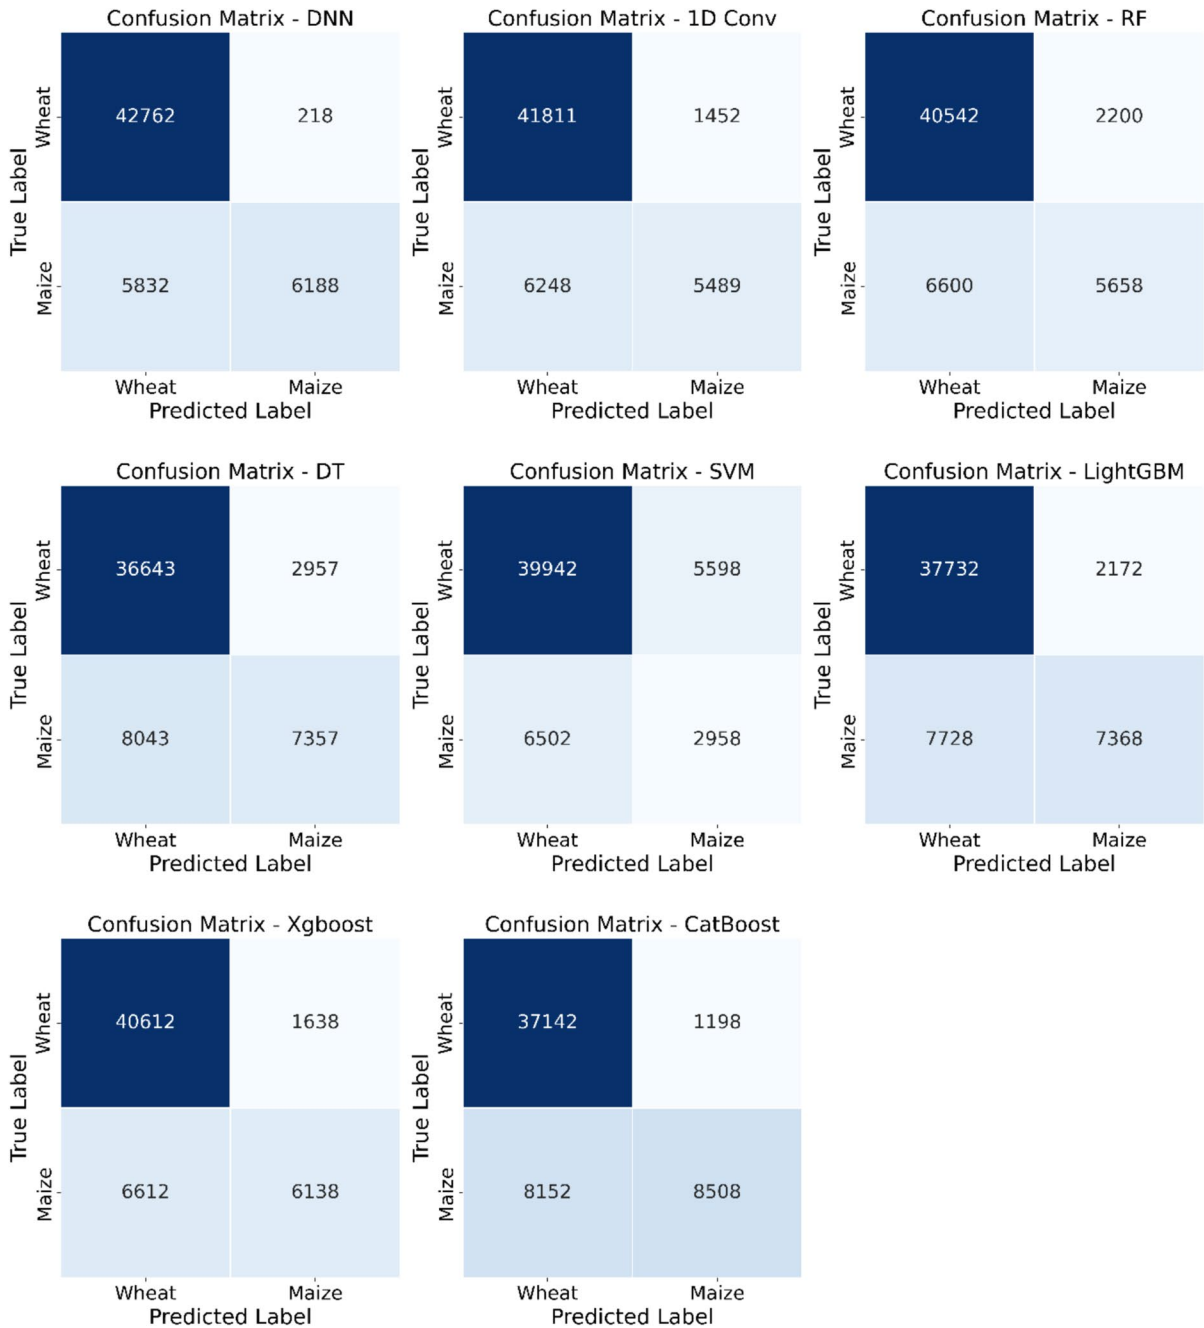 Confusion Matrix - DNN
True Label
Wheat
42762 218
Maize
5832 6188
Wheat Maize
Predicted Label
Confusion Matrix - 1D Conv
True Label
Wheat
41811 1452
Maize
6248 5489
Wheat Maize
Predicted Label
Confusion Matrix - RF
True Label
Wheat
40542 2200
Maize
6600 5658
Wheat Maize
Predicted Label
Confusion Matrix - DT
True Label
Wheat
36643 2957
Maize
8043 7357
Wheat Maize
Predicted Label
Confusion Matrix - SVM
True Label
Wheat
39942 5598
Maize
6502 2958
Wheat Maize
Predicted Label
Confusion Matrix - LightGBM
True Label
Wheat
37732 2172
Maize
7728 7368
Wheat Maize
Predicted Label
Confusion Matrix - Xgboost
True Label
Wheat
40612 1638
Maize
6612 6138
Wheat Maize
Predicted Label
Confusion Matrix - CatBoost
True Label
Wheat
37142 1198
Maize
8152 8508
Wheat Maize
Predicted Label